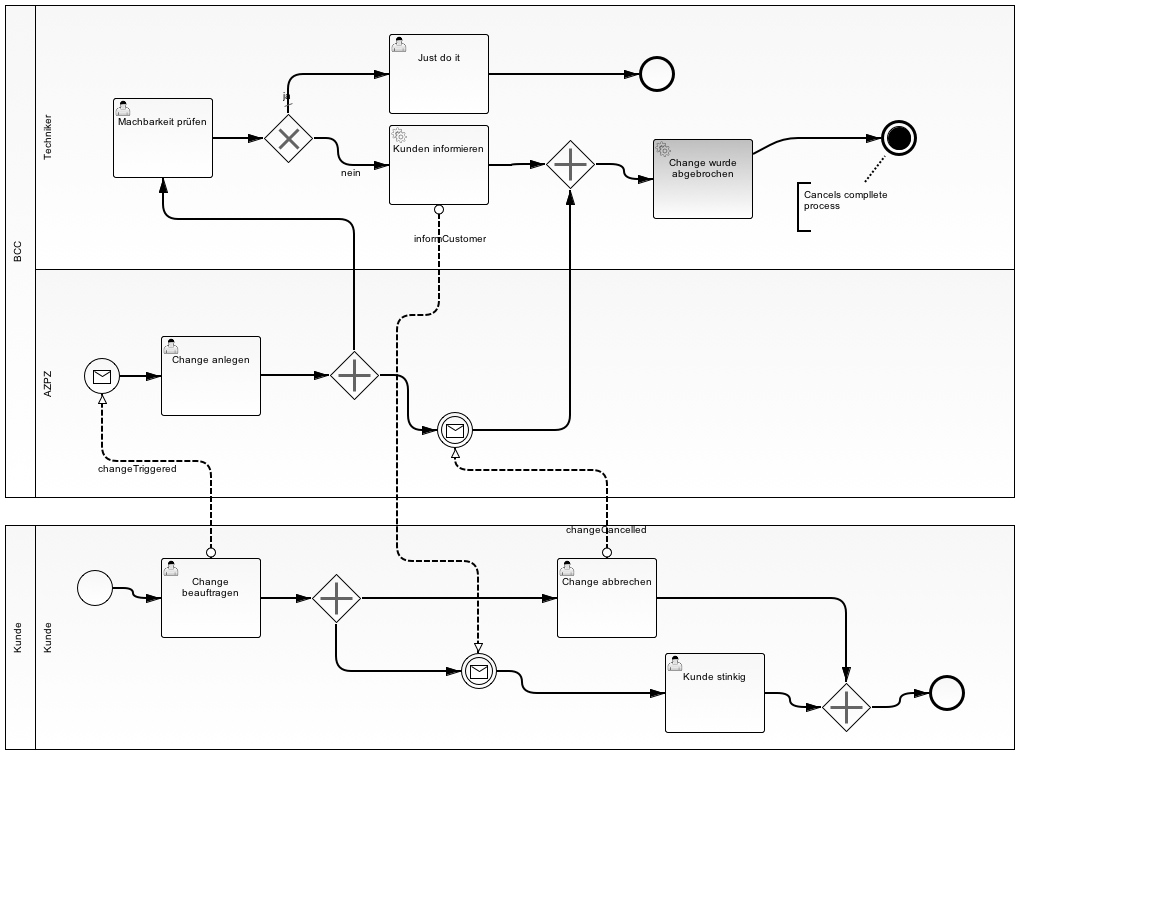 BCC
Techniker
Machbarkeit prüfen
ja
nein
Just do it
Kunden informieren
informCustomer
Change wurde
abgebrochen
Cancels compllete
process
AZPZ
Change anlegen
changeTriggered
changeCancelled
Kunde
Kunde
Change
beauftragen
Change abbrechen
Kunde stinkig